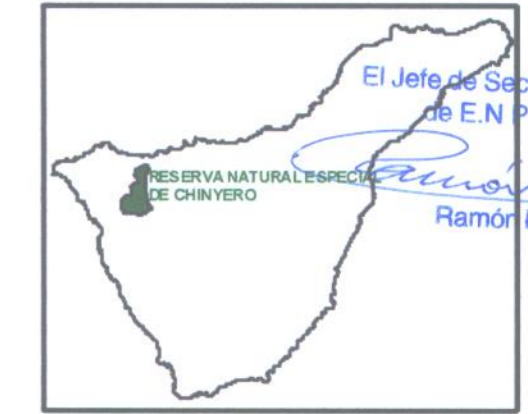 El Jefe de Sec
de E.N P
RESERVA NATURAL ESPECIAL
DE CHINYERO
Ramón